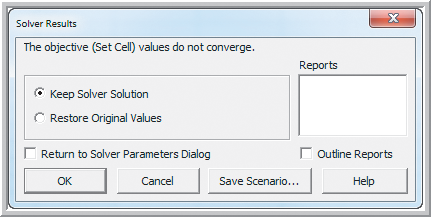 Solver Results
The objective (Set Cell) values do not converge.
Reports
Keep Solver Solution
Restore Original Values
Return to Solver Parameters Dialog
Outline Reports
OK
Cancel
Save Scenario...
Help